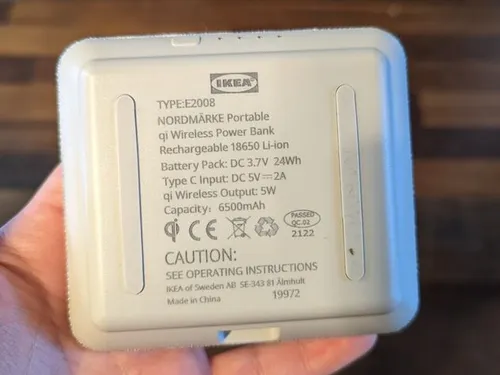 IKEA
TYPE:E2008
NORDMÄRKE Portable
qi Wireless Power Bank
Rechargeable 18650 Li-ion
Battery Pack: DC 3.7V 24Wh
Type C Input: DC 5V⎓2A
qi Wireless Output: 5W
Capacity: 6500mAh
qi CE PASSED
QC.02
2122
CAUTION:
SEE OPERATING INSTRUCTIONS
IKEA of Sweden AB SE-343 81 Älmhult
Made in China 19972